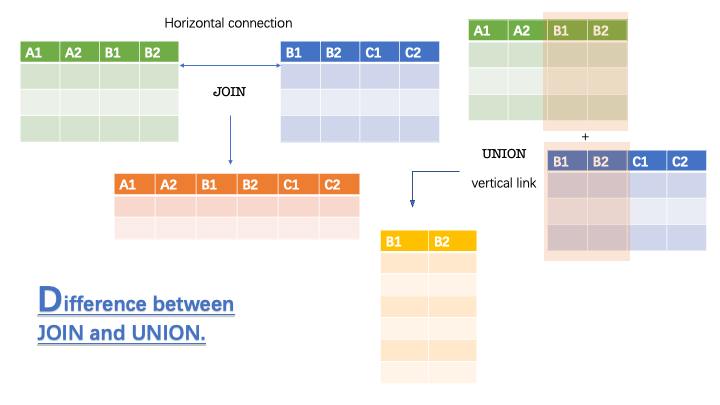 Horizontal connection
A1 A2 B1 B2
B1 B2 C1 C2
JOIN
A1 A2 B1 B2 C1 C2
A1 A2 B1 B2
+
B1 B2 C1 C2
UNION
vertical link
B1 B2
Difference between
JOIN and UNION.